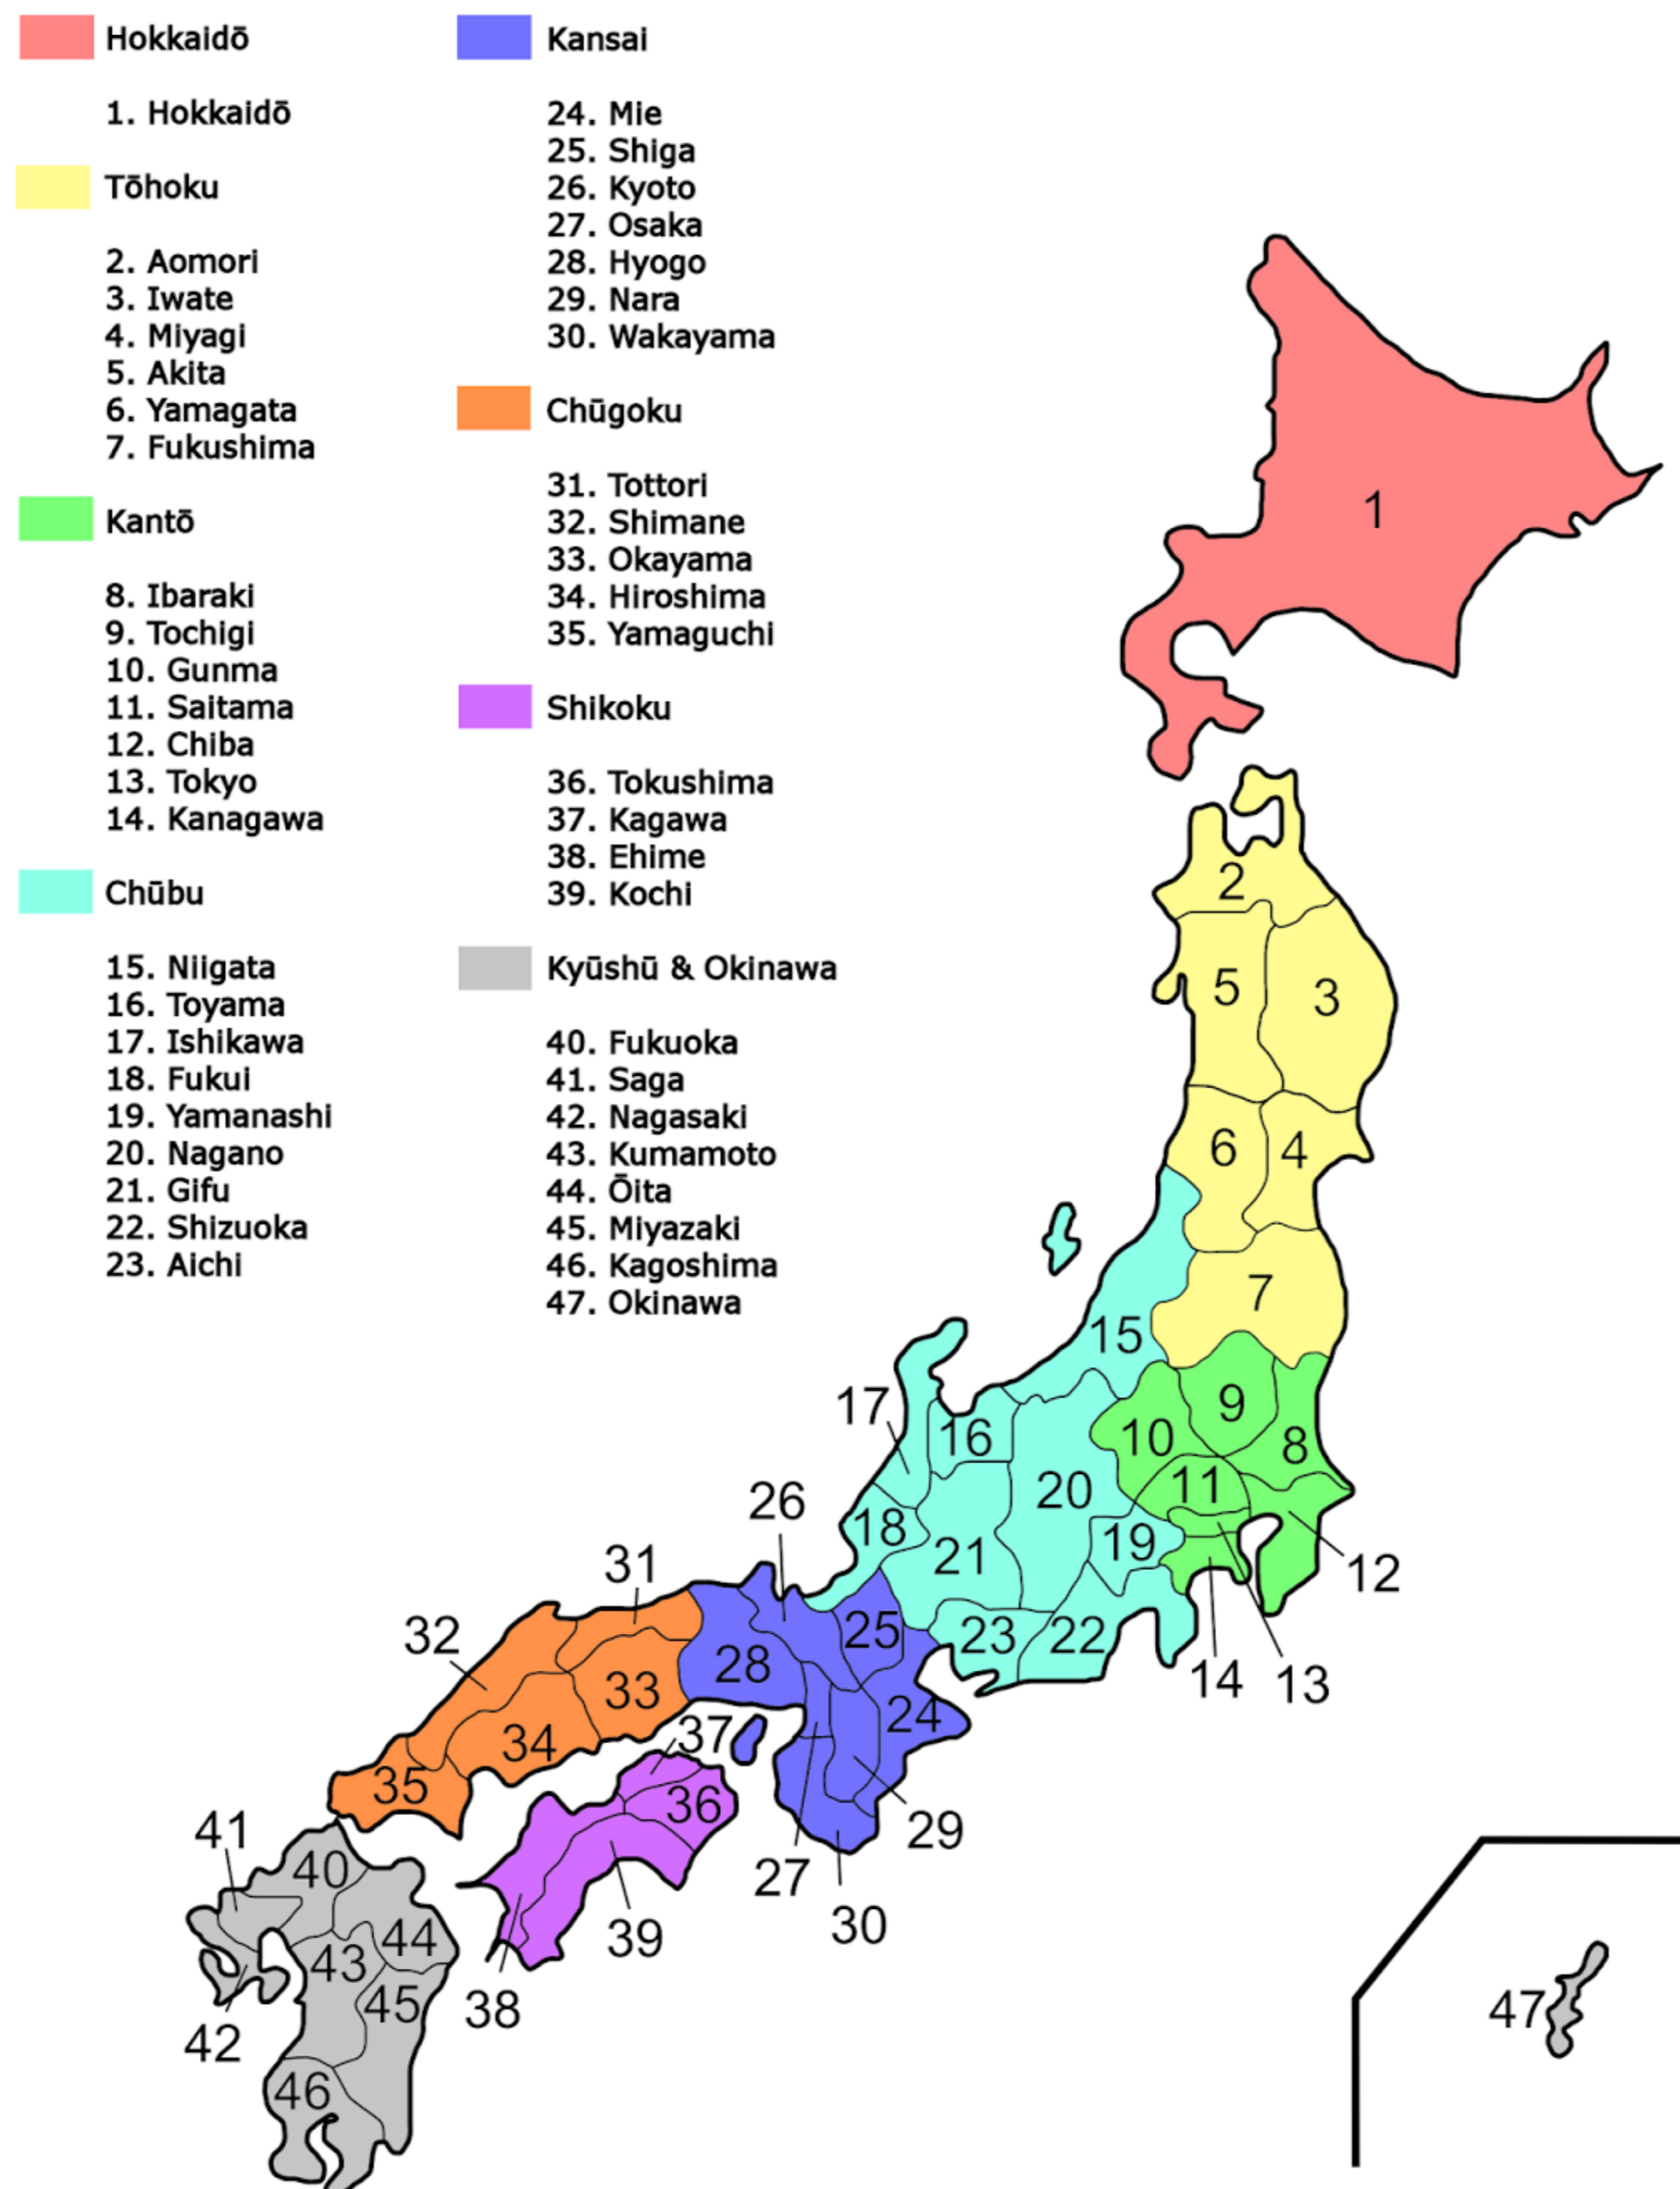 Hokkaidō
1. Hokkaidō
Tōhoku
2. Aomori
3. Iwate
4. Miyagi
5. Akita
6. Yamagata
7. Fukushima
Kantō
8. Ibaraki
9. Tochigi
10. Gunma
11. Saitama
12. Chiba
13. Tokyo
14. Kanagawa
Chūbu
15. Niigata
16. Toyama
17. Ishikawa
18. Fukui
19. Yamanashi
20. Nagano
21. Gifu
22. Shizuoka
23. Aichi
Kansai
24. Mie
25. Shiga
26. Kyoto
27. Osaka
28. Hyogo
29. Nara
30. Wakayama
Chūgoku
31. Tottori
32. Shimane
33. Okayama
34. Hiroshima
35. Yamaguchi
Shikoku
36. Tokushima
37. Kagawa
38. Ehime
39. Kochi
Kyūshū & Okinawa
40. Fukuoka
41. Saga
42. Nagasaki
43. Kumamoto
44. Ōita
45. Miyazaki
46. Kagoshima
47. Okinawa
1
2
5
3
6
4
7
15
17
16
10
9
8
20
11
26
18
21
19
12
31
32
28
25
23
22
14
13
33
37
24
34
35
36
29
41
40
27
30
39
44
43
45
38
42
46
47